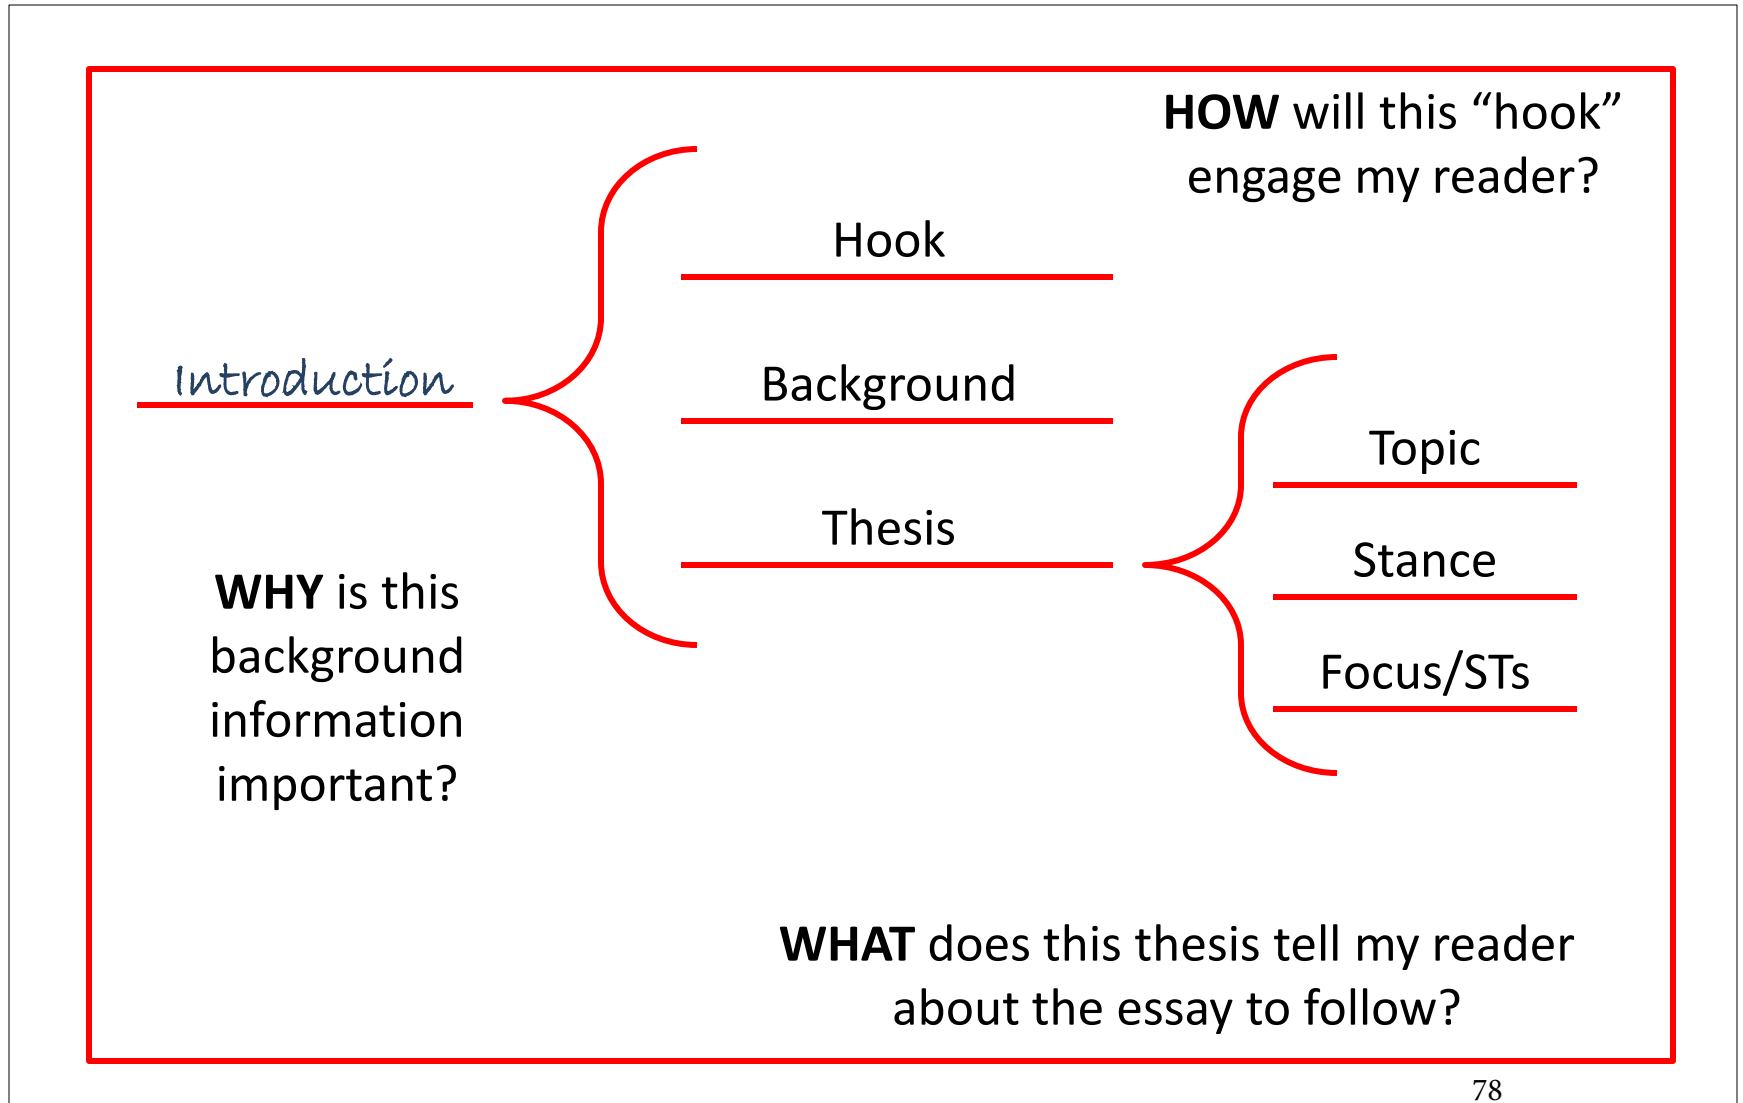 HOW will this “hook”
engage my reader?
Hook
Introduction
Background
Thesis
Topic
Stance
Focus/STs
WHY is this
background
information
important?
WHAT does this thesis tell my reader
about the essay to follow?
78